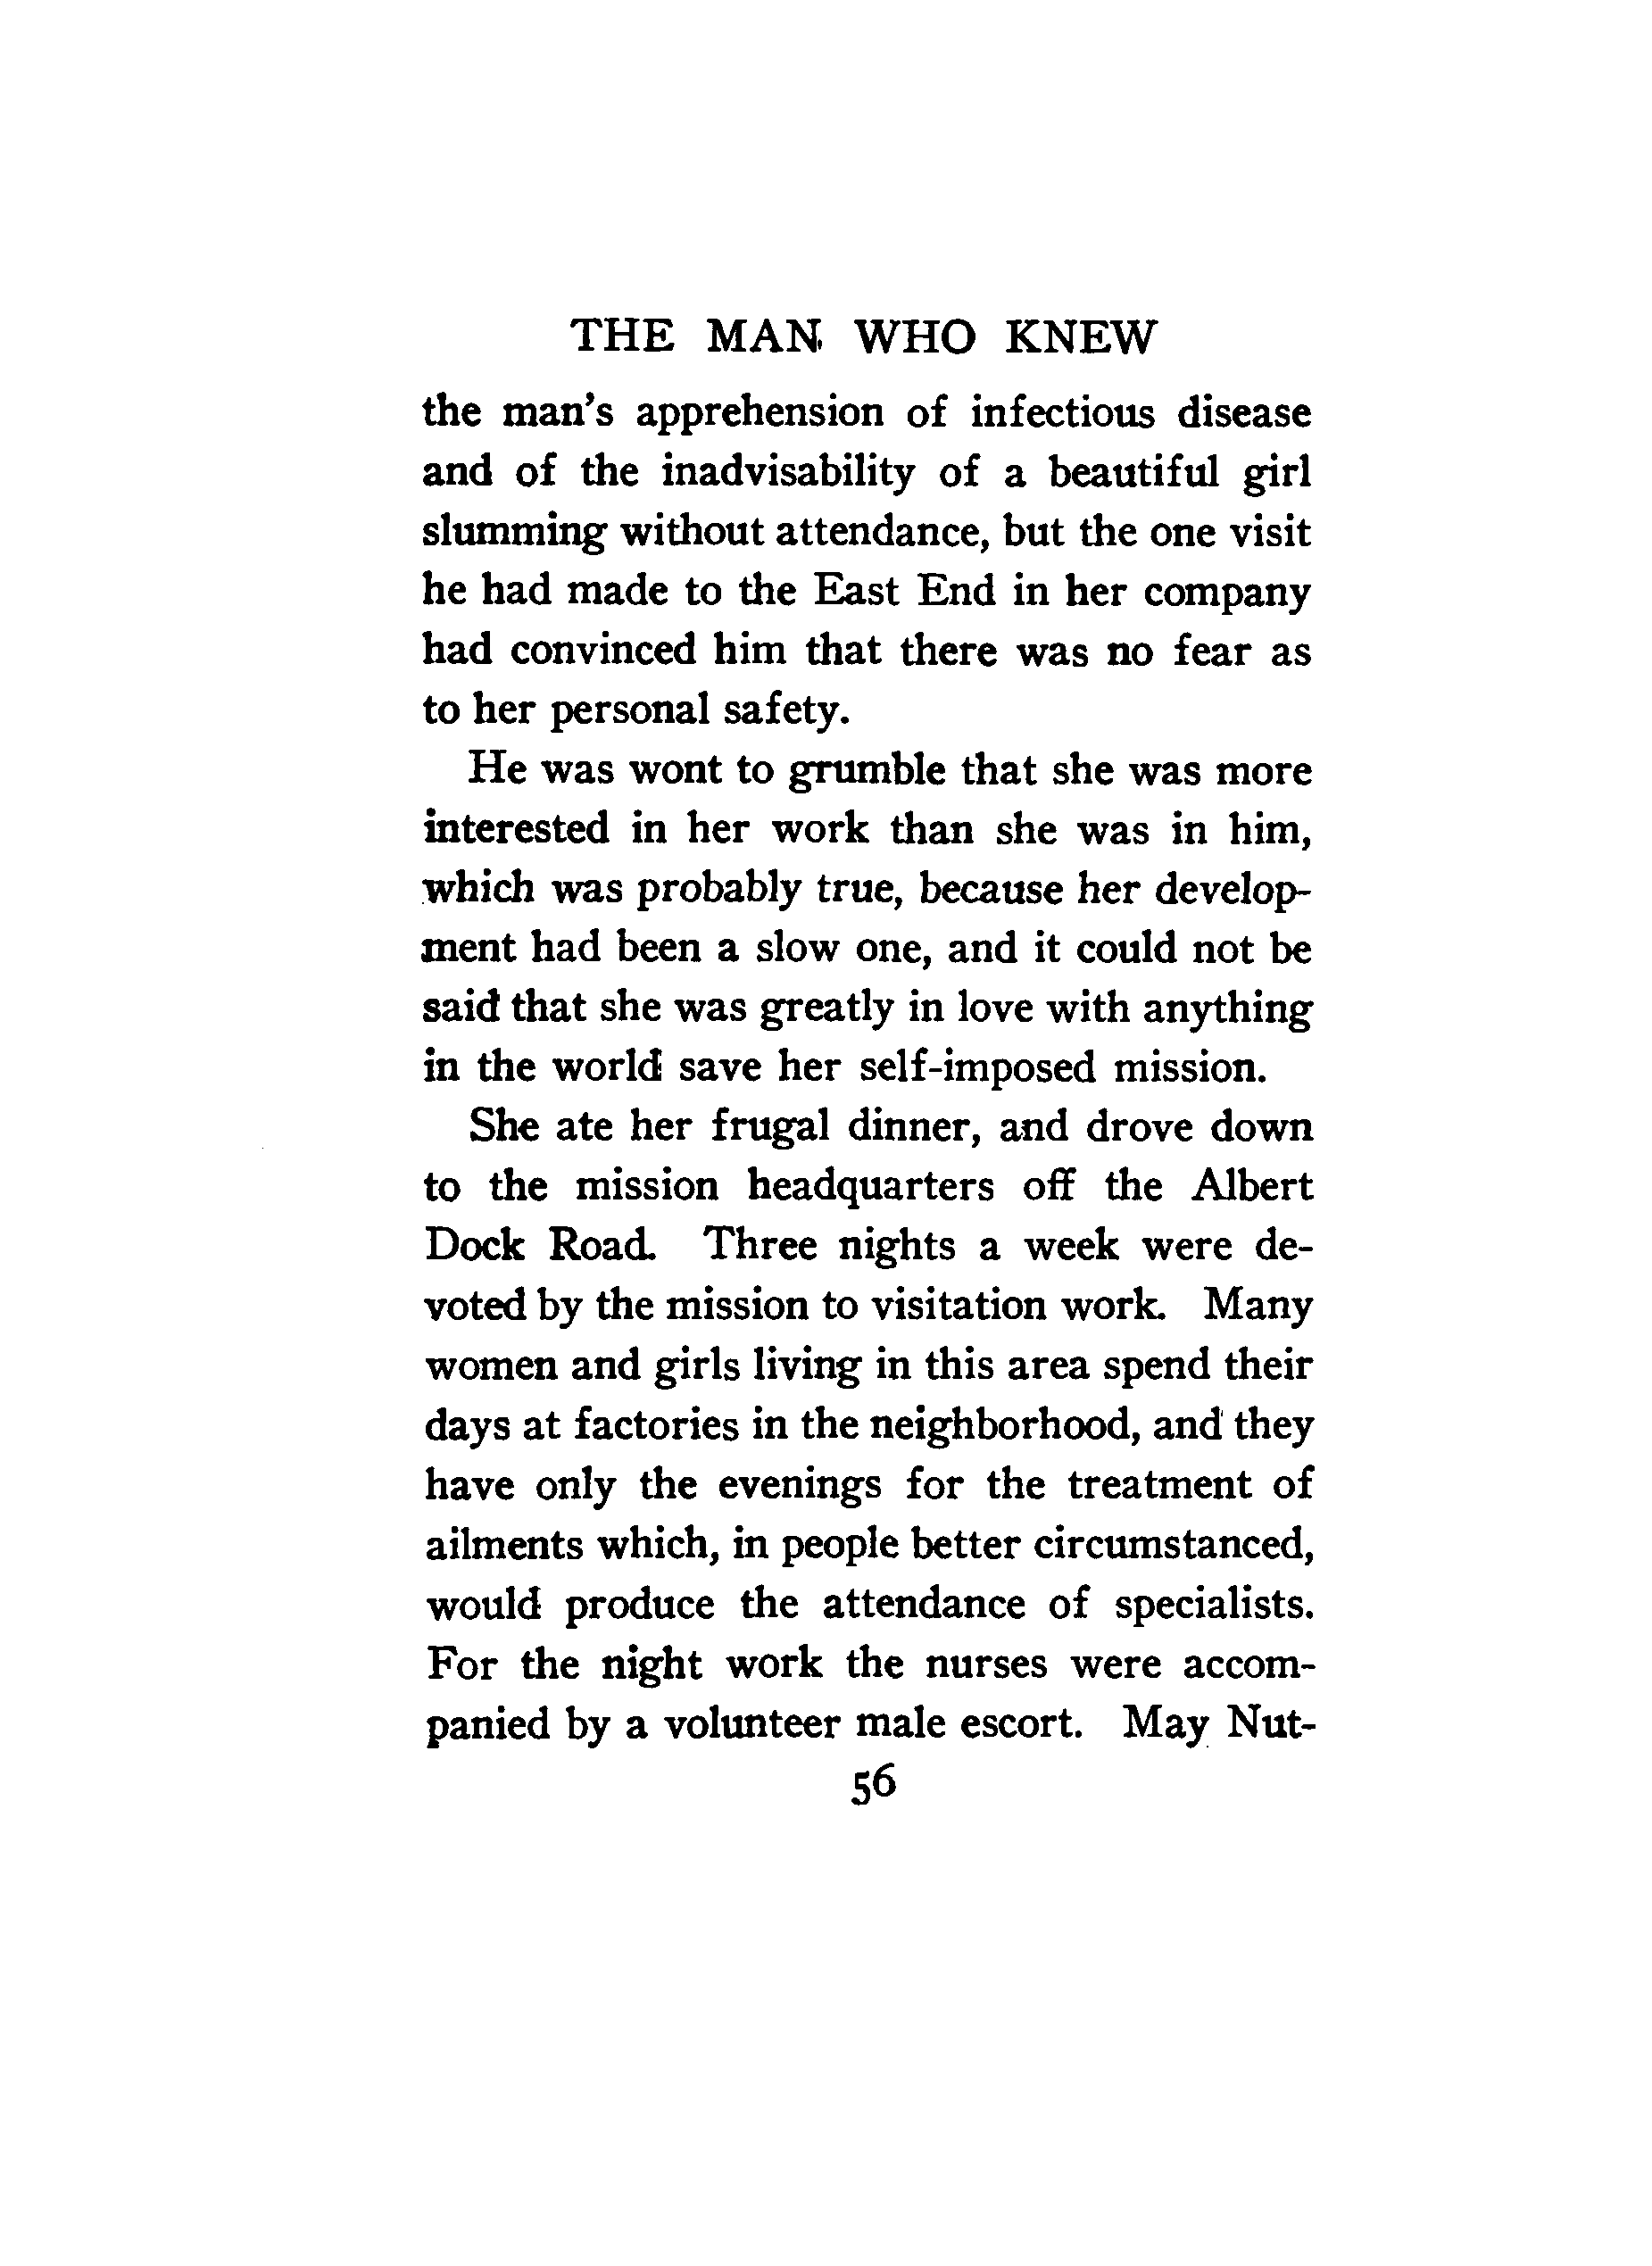 THE MAN WHO KNEW
the man's apprehension of infectious disease
and of the inadvisability of a beautiful girl
slumming without attendance, but the one visit
he had made to the East End in her company
had convinced him that there was no fear as
to her personal safety.
He was wont to grumble that she was more
interested in her work than she was in him,
which was probably true, because her develop-
ment had been a slow one, and it could not be
said that she was greatly in love with anything
in the world save her self-imposed mission.
She ate her frugal dinner, and drove down
to the mission headquarters off the Albert
Dock Road. Three nights a week were de-
voted by the mission to visitation work. Many
women and girls living in this area spend their
days at factories in the neighborhood, and they
have only the evenings for the treatment of
ailments which, in people better circumstanced,
would produce the attendance of specialists.
For the night work the nurses were accom-
panied by a volunteer male escort. May Nut-
56